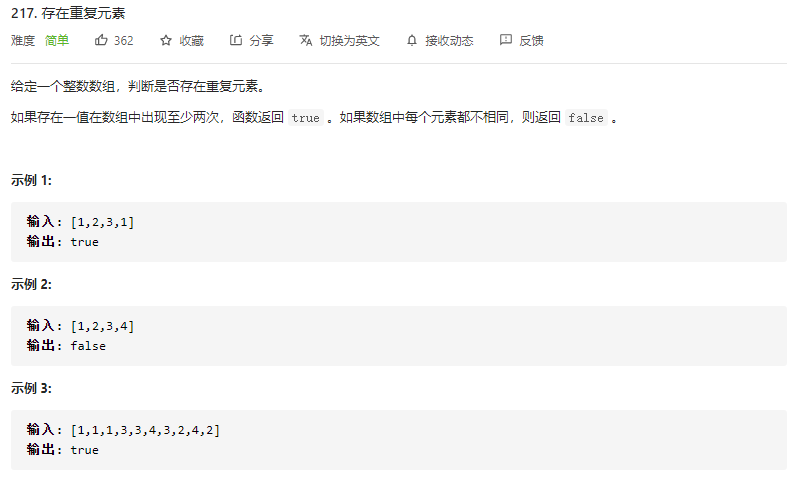 217. 存在重复元素
难度 简单 362 收藏 分享 切换为英文 接收动态 反馈
给定一个整数数组，判断是否存在重复元素。
如果存在一值在数组中出现至少两次，函数返回 true 。如果数组中每个元素都不相同，则返回 false 。
示例 1:
输入: [1,2,3,1]
输出: true
示例 2:
输入: [1,2,3,4]
输出: false
示例 3:
输入: [1,1,1,3,3,4,3,2,4,2]
输出: true